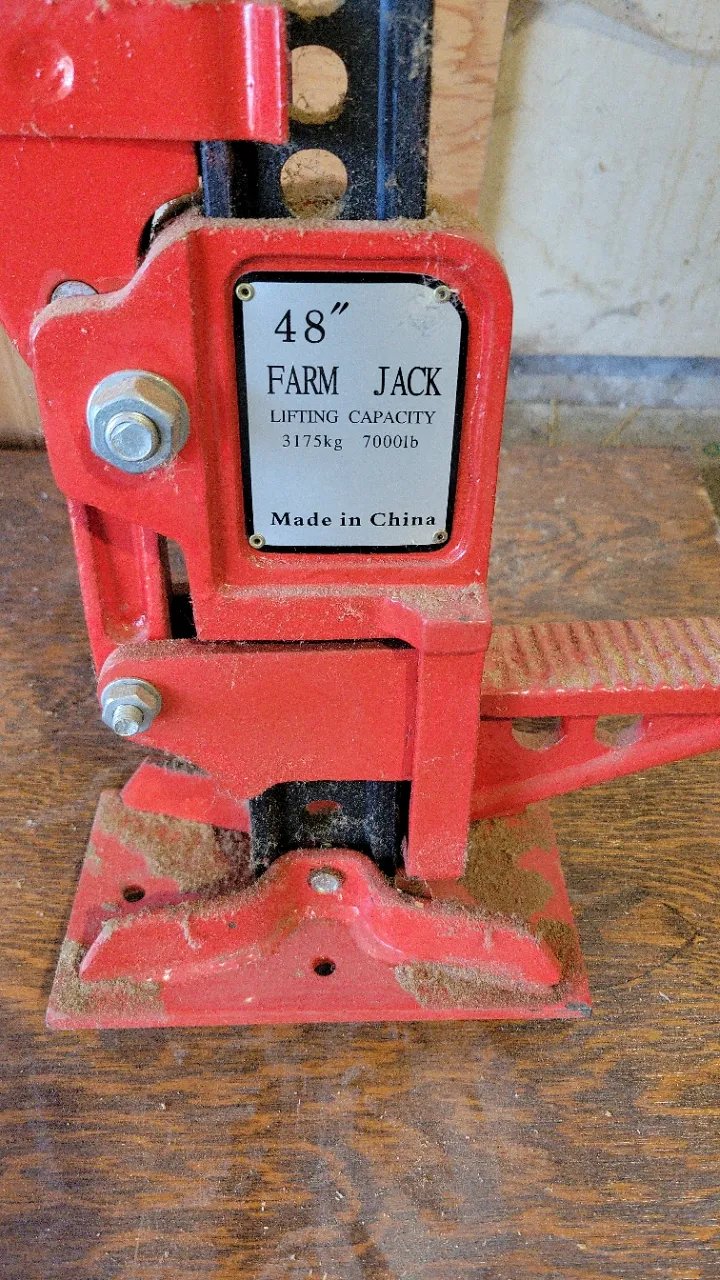 48″
FARM JACK
LIFTING CAPACITY
3175kg 7000lb
Made in China